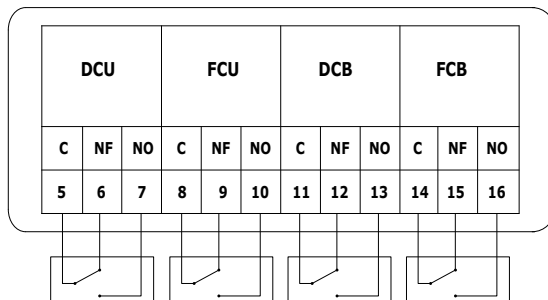 DCU FCU DCB FCB
C NF NO C NF NO C NF NO C NF NO
5 6 7 8 9 10 11 12 13 14 15 16